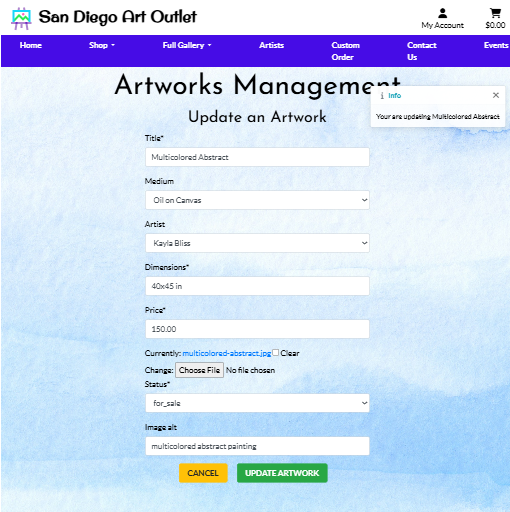 San Diego Art Outlet
My Account
$0.00
Home
Shop
Full Gallery
Artists
Custom
Order
Contact
Us
Events
Artworks Management
Info
Your are updating Multicolored Abstract
Update an Artwork
Title*
Multicolored Abstract
Medium
Oil on Canvas
Artist
Kayla Bliss
Dimensions*
40x45 in
Price*
150.00
Currently: multicolored-abstract.jpg Clear
Change: Choose File No file chosen
Status*
for_sale
Image alt
multicolored abstract painting
CANCEL
UPDATE ARTWORK